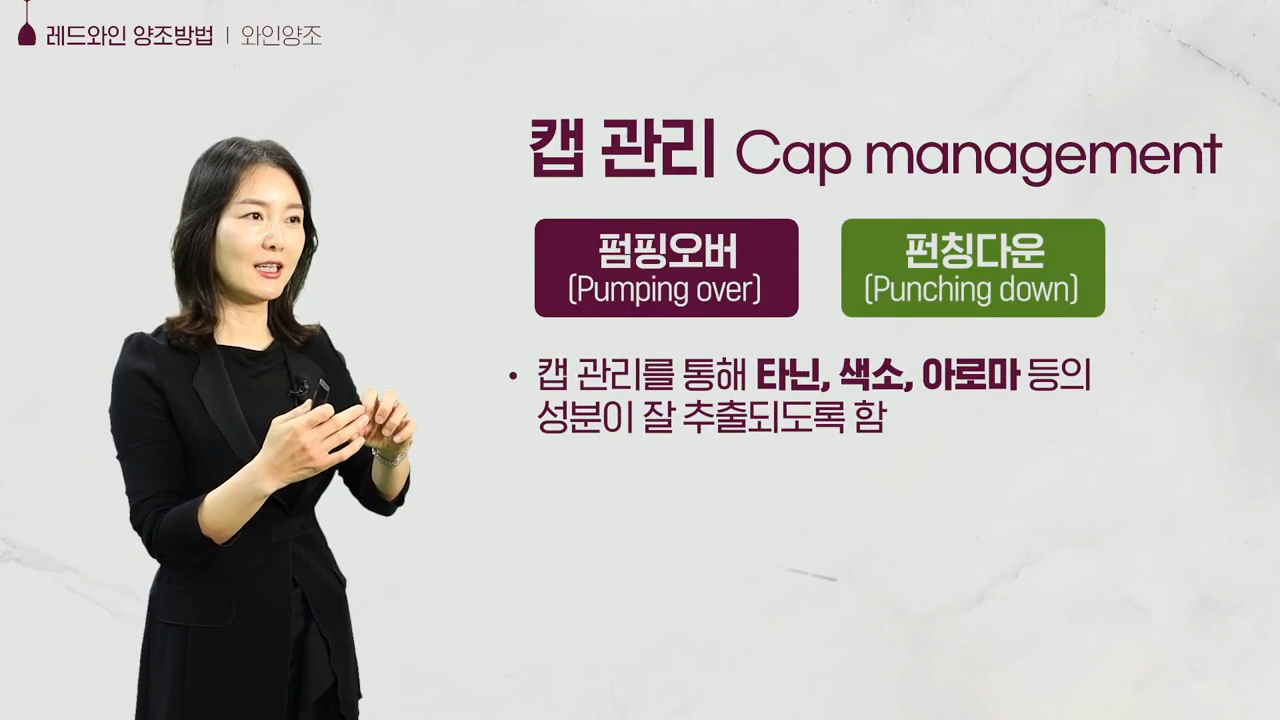 레드와인 양조방법 | 와인양조
캡 관리 Cap management
펌핑오버
(Pumping over)
펀칭다운
(Punching down)
• 캡 관리를 통해 타닌, 색소, 아로마 등의
성분이 잘 추출되도록 함